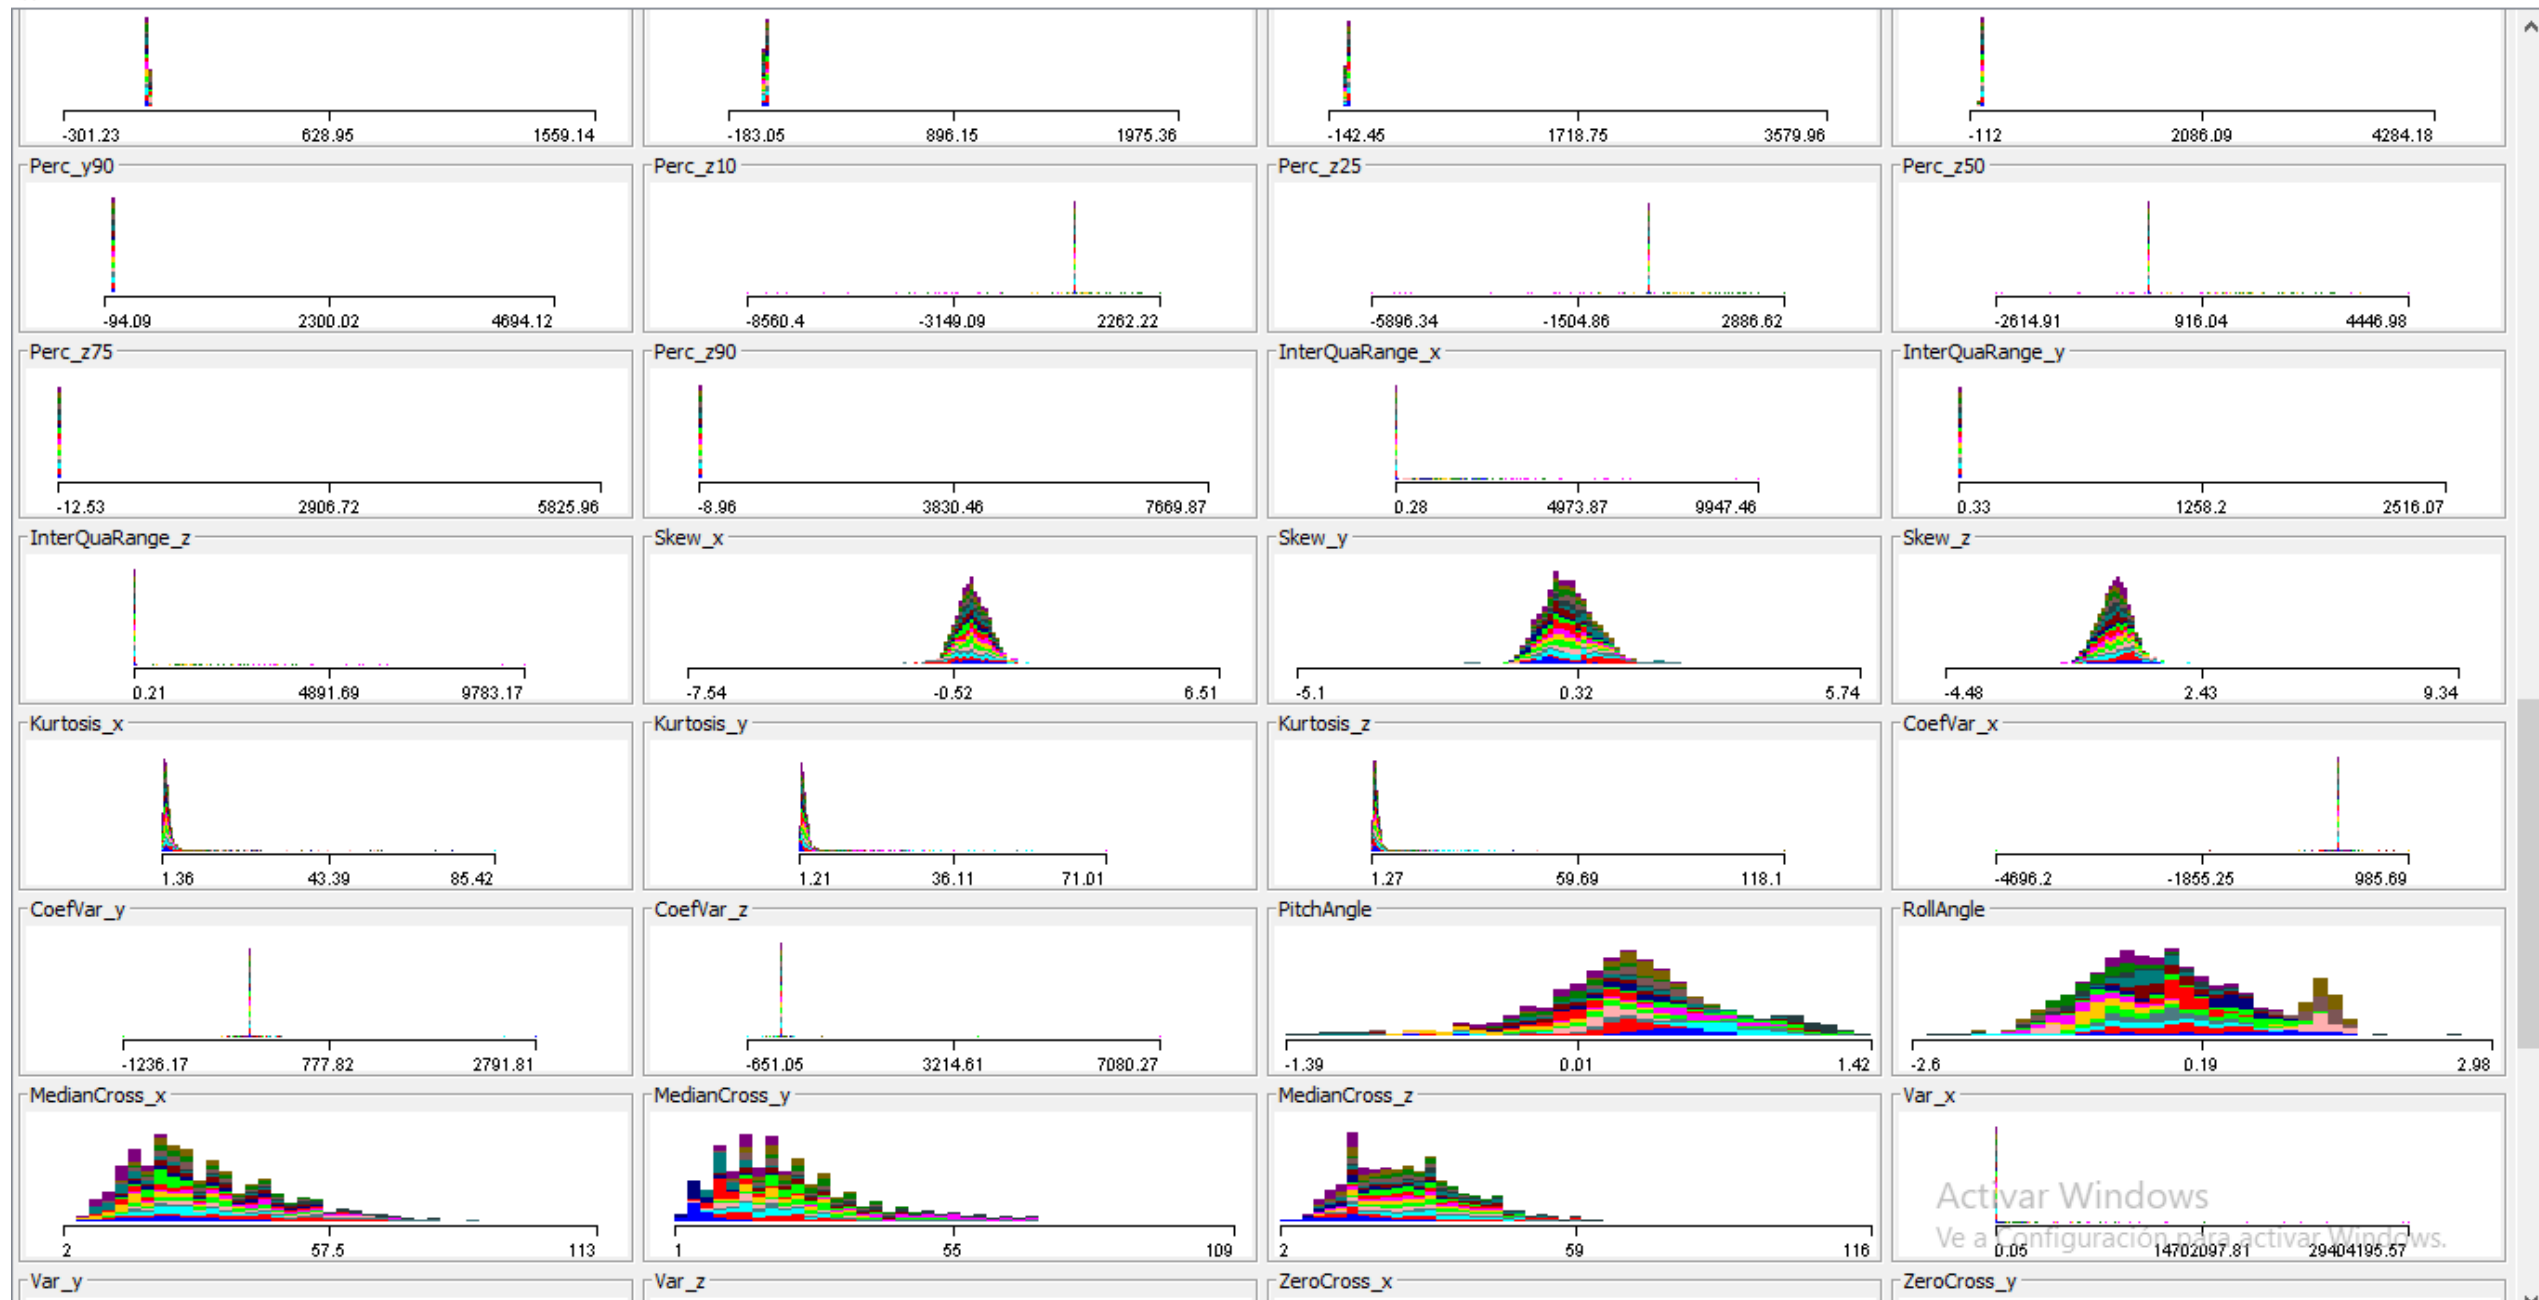 -301.23 628.95 1559.14
-183.05 896.15 1975.36
-142.45 1718.75 3579.96
-112 2086.09 4284.18
Perc_y90
-94.09 2300.02 4694.12
Perc_z10
-8560.4 -3149.09 2262.22
Perc_z25
-5896.34 -1504.86 2886.62
Perc_z50
-2614.91 916.04 4446.98
Perc_z75
-12.53 2906.72 5825.96
Perc_z90
-8.96 3830.46 7669.87
InterQuaRange_x
0.28 4973.87 9947.46
InterQuaRange_y
0.33 1258.2 2516.07
InterQuaRange_z
0.21 4891.69 9783.17
Skew_x
-7.54 -0.52 6.51
Skew_y
-5.1 0.32 5.74
Skew_z
-4.48 2.43 9.34
Kurtosis_x
1.36 43.39 85.42
Kurtosis_y
1.21 36.11 71.01
Kurtosis_z
1.27 59.69 118.1
CoefVar_x
-4696.2 -1855.25 985.69
CoefVar_y
-1236.17 777.82 2791.81
CoefVar_z
-651.05 3214.61 7080.27
PitchAngle
-1.39 0.01 1.42
RollAngle
-2.6 0.19 2.98
MedianCross_x
2 57.5 113
MedianCross_y
1 55 109
MedianCross_z
2 59 116
Var_x
0.05 14702097.81 29404195.57
Activar Windows
Ve a Configuración para activar Windows.
Var_y
Var_z
ZeroCross_x
ZeroCross_y